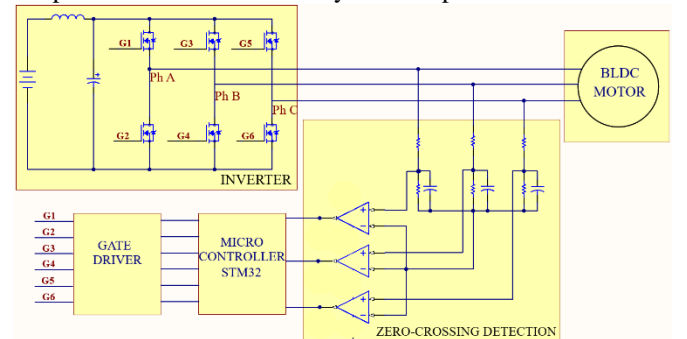 G1
G3
G5
Ph A
Ph B
Ph C
G2
G4
G6
INVERTER
BLDC
MOTOR
G1
G2
G3
G4
G5
G6
GATE
DRIVER
MICRO
CONTROLLER
STM32
+
−
+
−
+
−
ZERO-CROSSING DETECTION